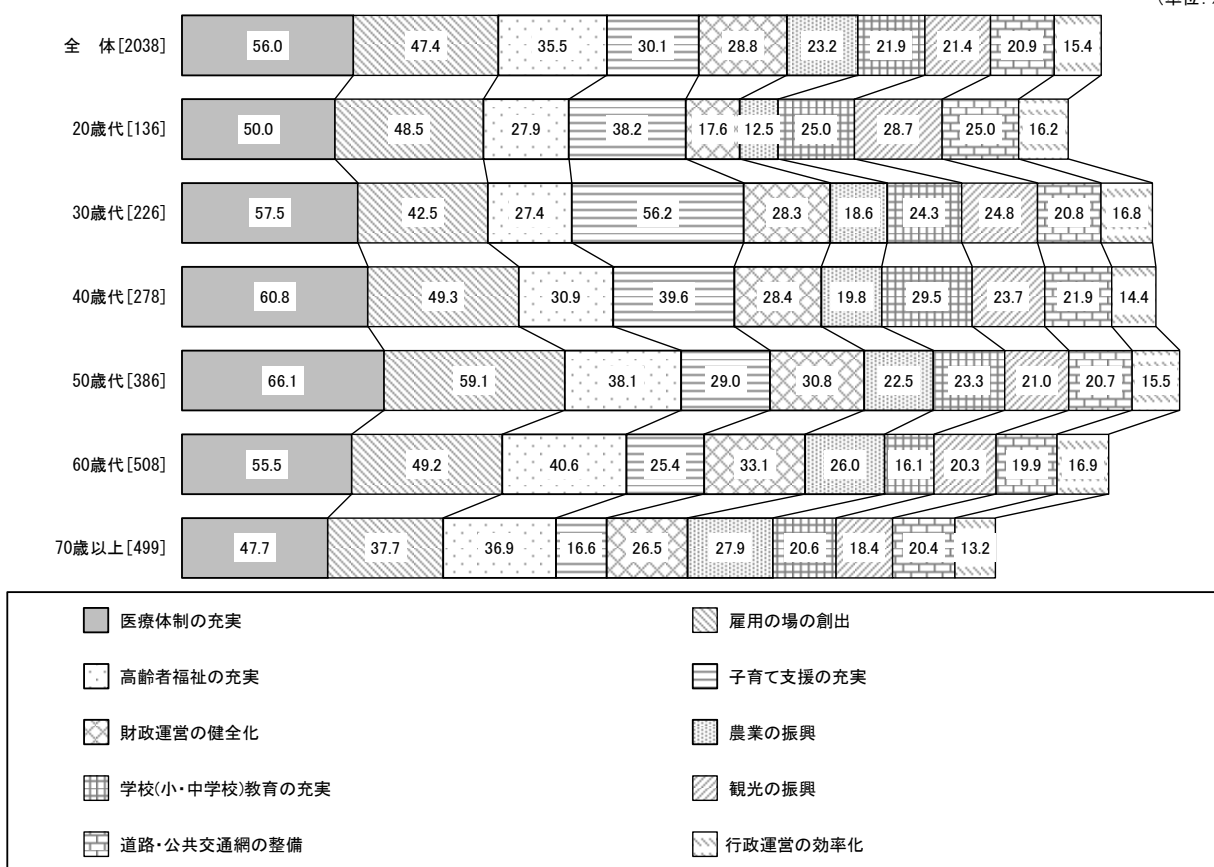 全　体[2038] 56.0 47.4 35.5 30.1 28.8 23.2 21.9 21.4 20.9 15.4
20歳代[136] 50.0 48.5 27.9 38.2 17.6 12.5 25.0 28.7 25.0 16.2
30歳代[226] 57.5 42.5 27.4 56.2 28.3 18.6 24.3 24.8 20.8 16.8
40歳代[278] 60.8 49.3 30.9 39.6 28.4 19.8 29.5 23.7 21.9 14.4
50歳代[386] 66.1 59.1 38.1 29.0 30.8 22.5 23.3 21.0 20.7 15.5
60歳代[508] 55.5 49.2 40.6 25.4 33.1 26.0 16.1 20.3 19.9 16.9
70歳以上[499] 47.7 37.7 36.9 16.6 26.5 27.9 20.6 18.4 20.4 13.2
医療体制の充実 雇用の場の創出
高齢者福祉の充実 子育て支援の充実
財政運営の健全化 農業の振興
学校(小・中学校)教育の充実 観光の振興
道路・公共交通網の整備 行政運営の効率化